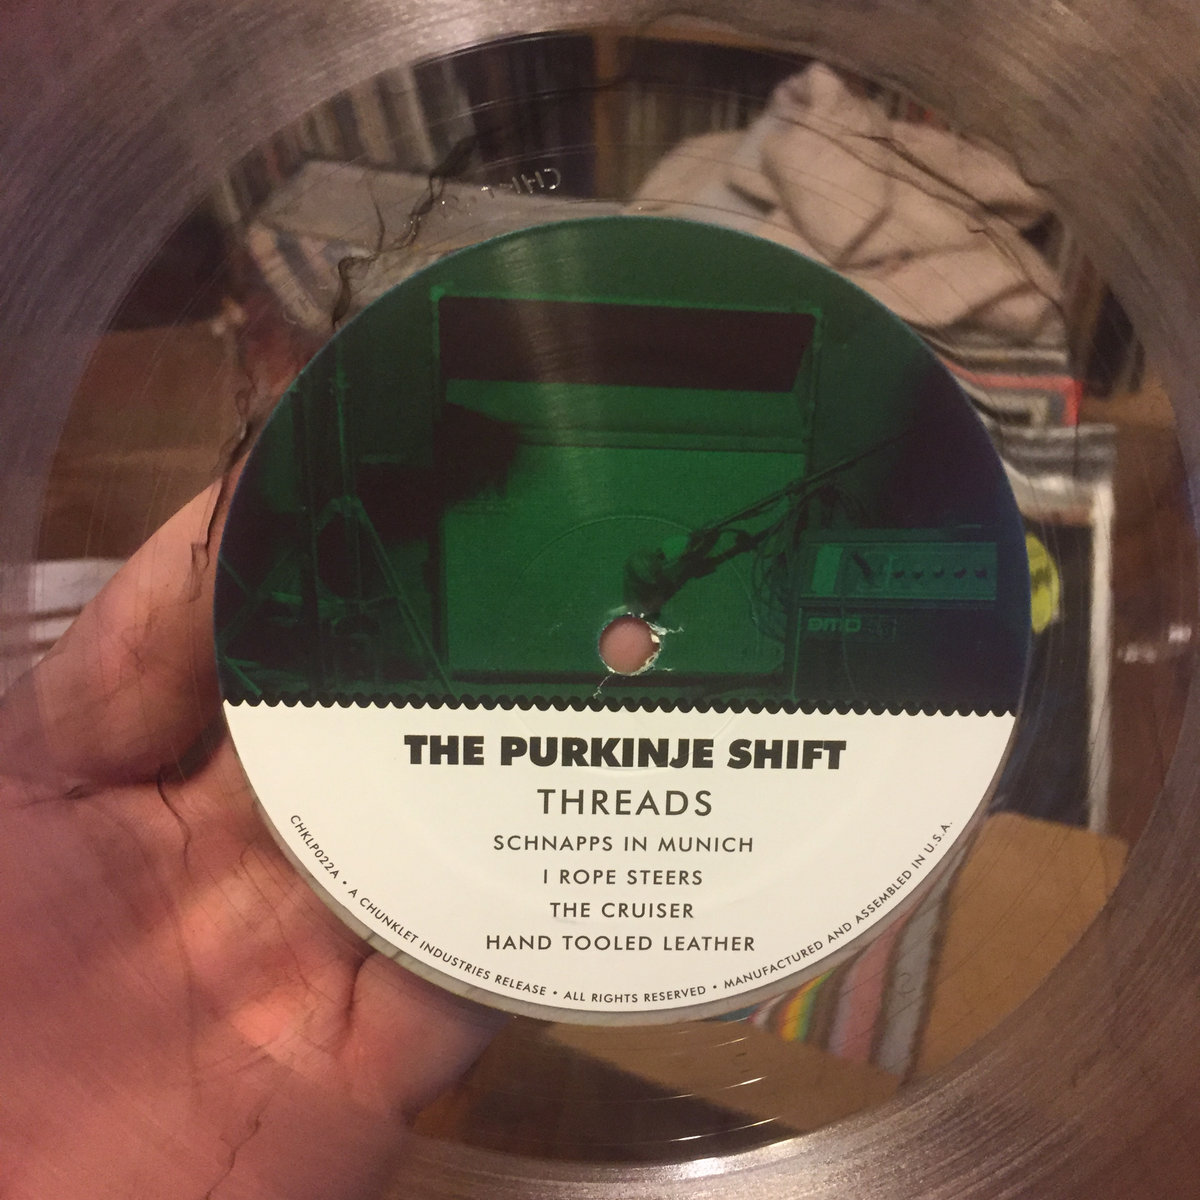 THE PURKINJE SHIFT
THREADS
SCHNAPPS IN MUNICH
I ROPE STEERS
THE CRUISER
HAND TOOLED LEATHER
CHKLP022A • A CHUNKLET INDUSTRIES RELEASE • ALL RIGHTS RESERVED • MANUFACTURED AND ASSEMBLED IN U.S.A.